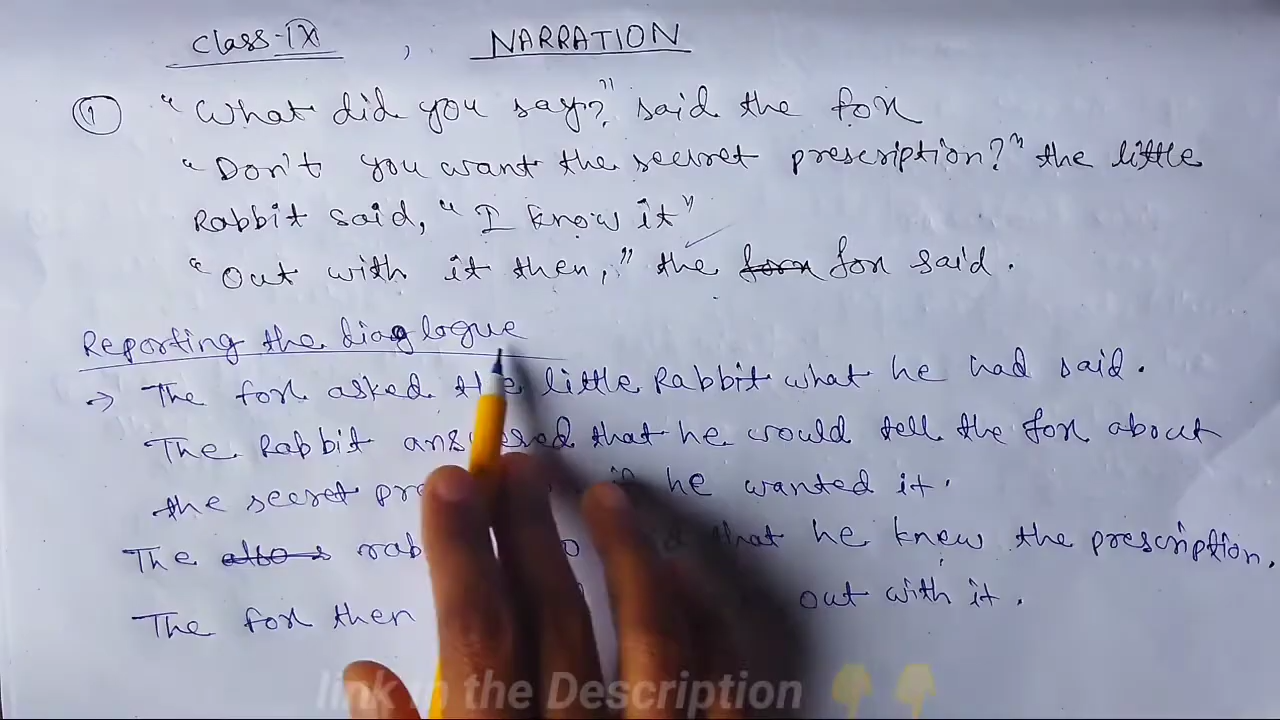 Class-IX , NARRATION
① "What did you say?" said the fox
"Don't you want the secret prescription?" the little
Rabbit said, "I know it"
"Out with it then," the fox said.
Reporting the dialogue
→ The fox asked the little Rabbit what he had said.
The Rabbit answered that he would tell the fox about
the secret if he wanted it.
The rab that he knew the prescription.
The fox then out with it.
link in the Description 👇👇